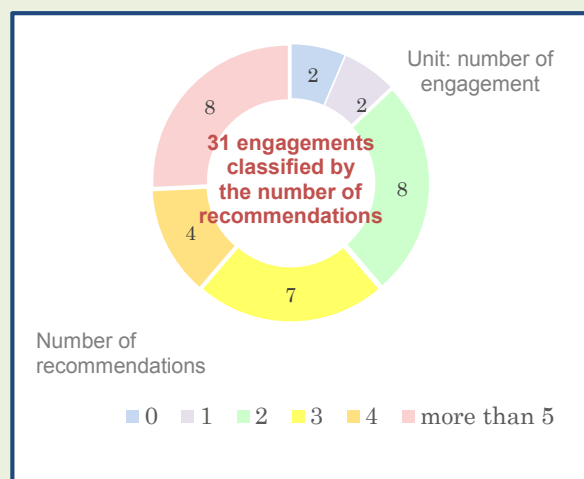 Unit: number of
engagement
2
2
8
7
4
8
31 engagements
classified by
the number of
recommendations
Number of
recommendations
0 1 2 3 4 more than 5